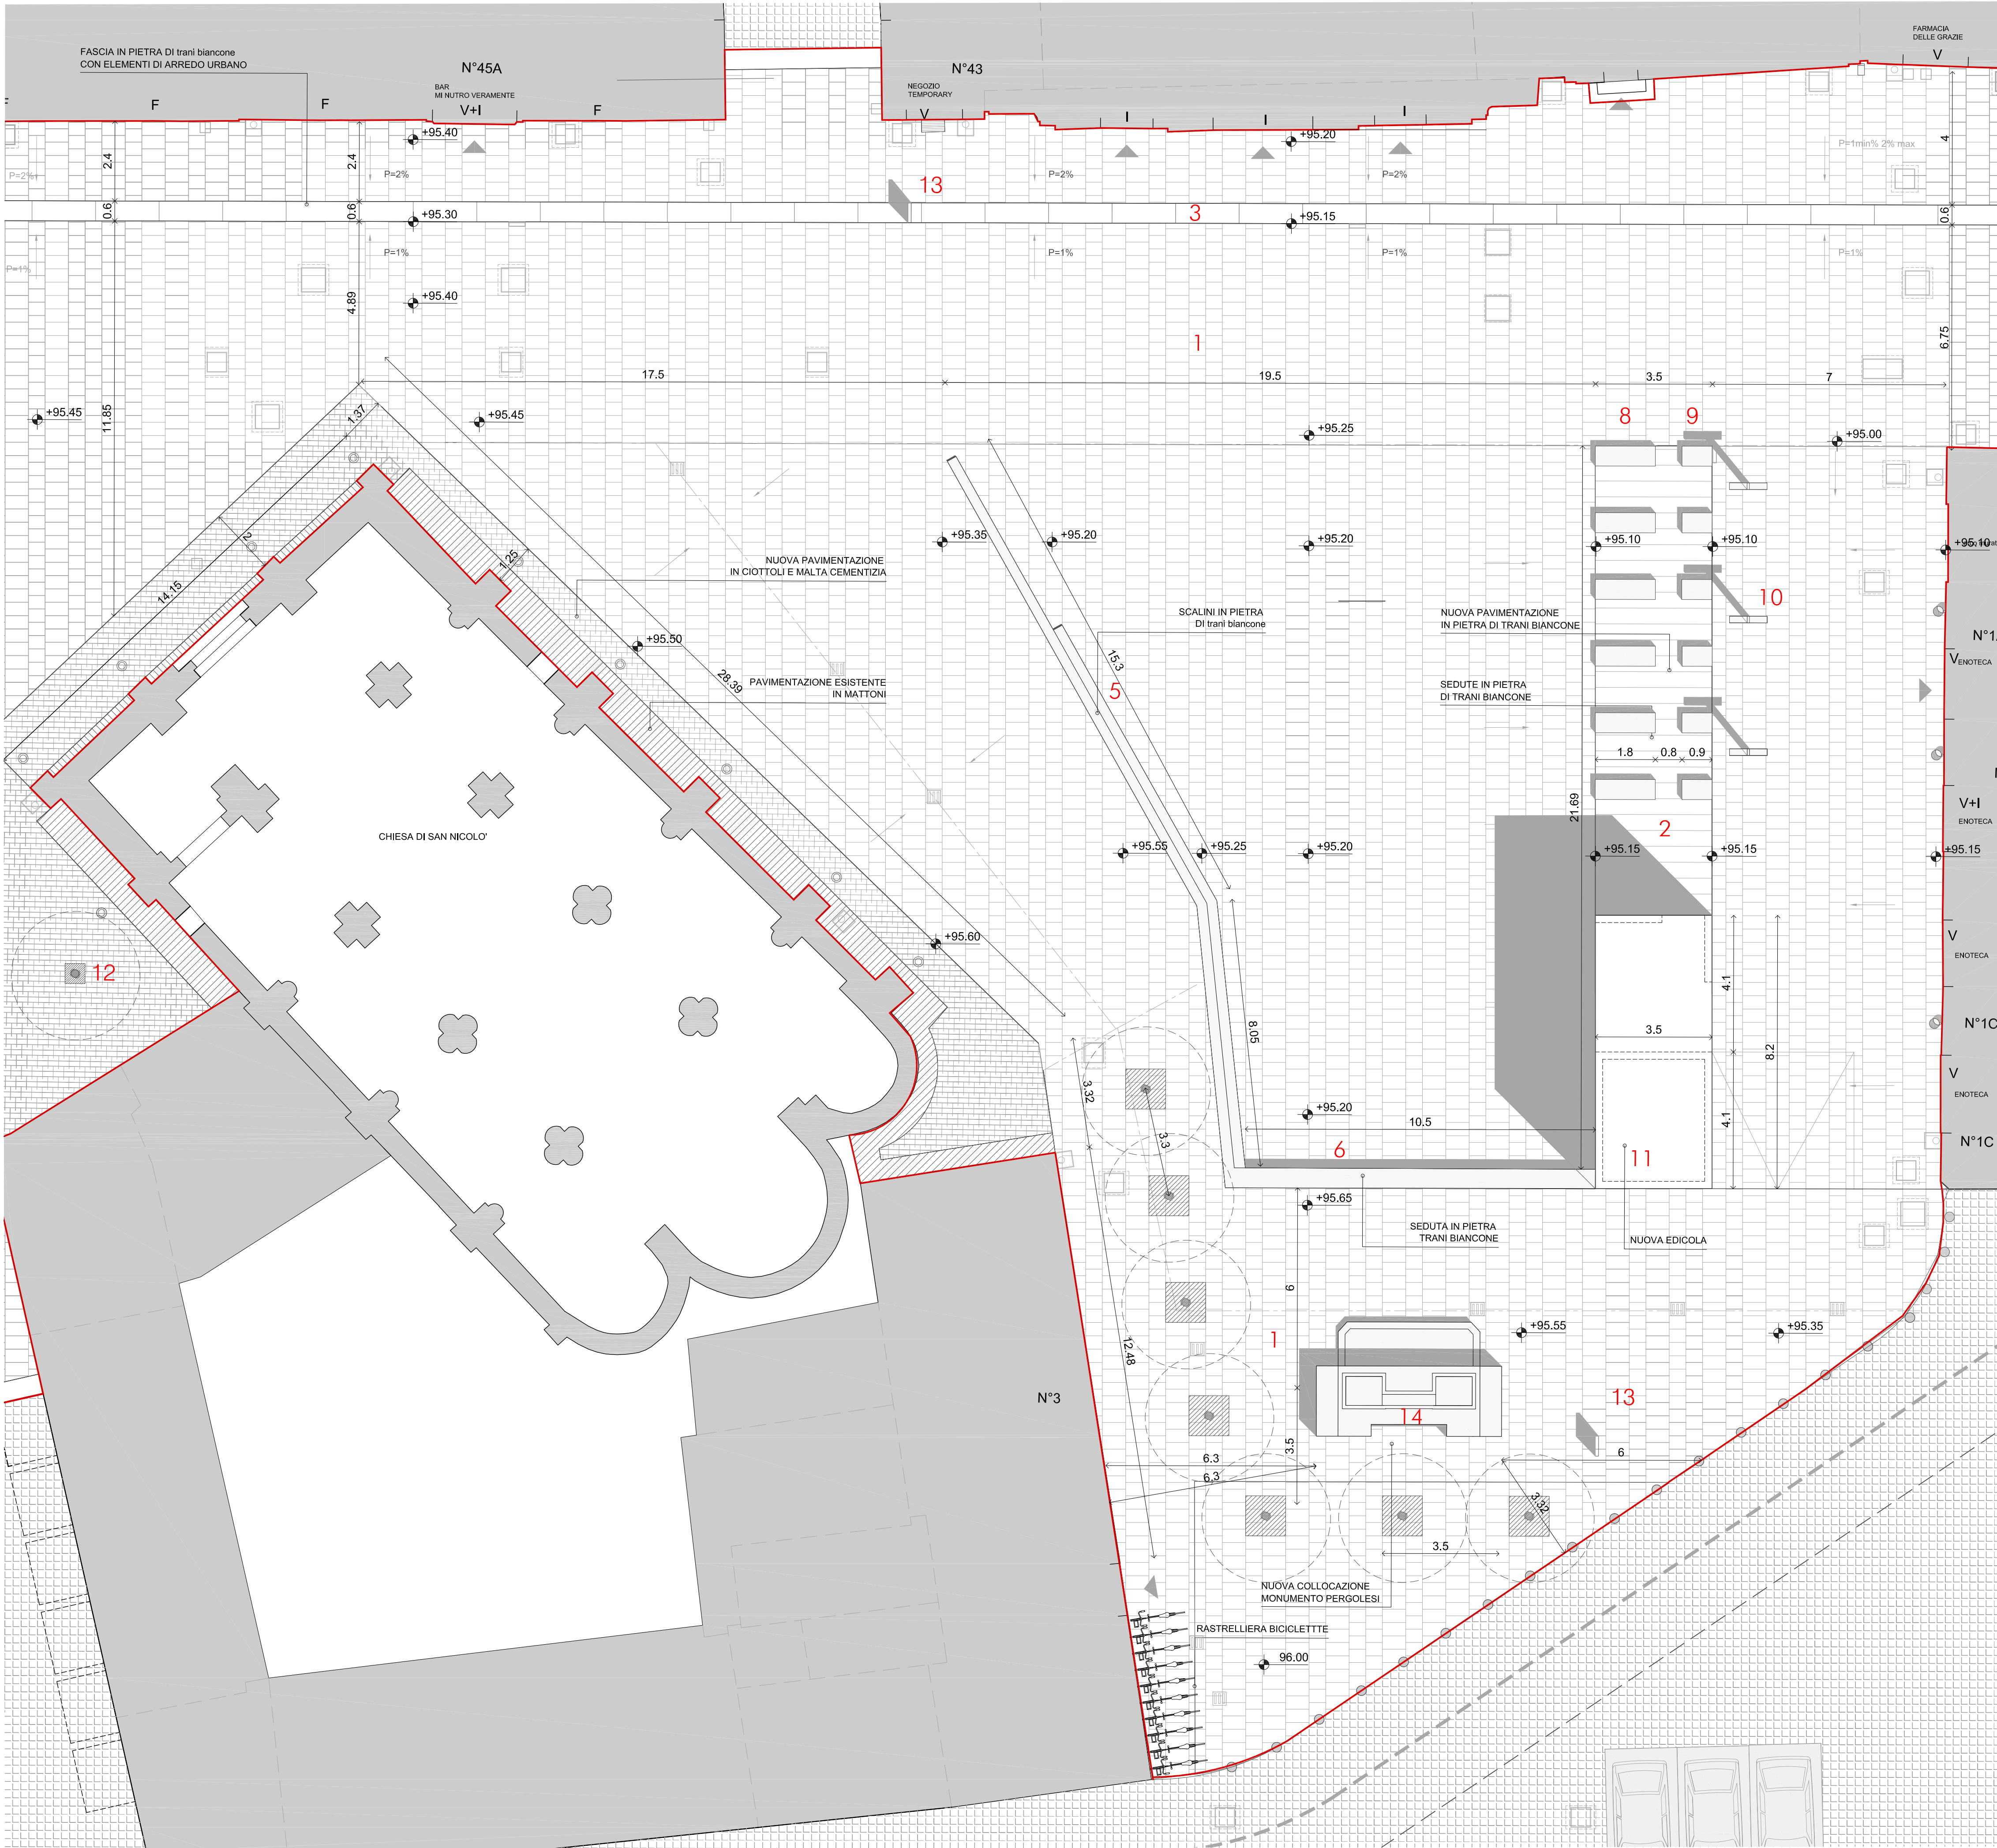 FARMACIA
DELLE GRAZIE
V
FASCIA IN PIETRA DI trani biancone
CON ELEMENTI DI ARREDO URBANO
N°45A
N°43
BAR
MI NUTRO VERAMENTE
V+I
NEGOZIO
TEMPORARY
V
F
F
F
F
I
I
I
+95.40
+95.20
2.4
2.4
4
P=2%
P=2%
P=2%
P=2%
P=1min% 2% max
13
3
0.6
0.6
0.6
+95.30
+95.15
P=1%
P=1%
P=1%
P=1%
P=1%
+95.40
4.89
1
6.75
17.5
19.5
3.5
7
+95.45
11.85
1.37
+95.45
8
9
+95.25
+95.00
2
1.25
+95.35
+95.20
+95.20
+95.10
+95.10
+95.10
NUOVA PAVIMENTAZIONE
IN CIOTTOLI E MALTA CEMENTIZIA
14.15
10
SCALINI IN PIETRA
DI trani biancone
NUOVA PAVIMENTAZIONE
IN PIETRA DI TRANI BIANCONE
+95.50
15.3
V
ENOTECA
28.39
PAVIMENTAZIONE ESISTENTE
IN MATTONI
5
SEDUTE IN PIETRA
DI TRANI BIANCONE
1.8
0.8
0.9
21.69
V+I
ENOTECA
CHIESA DI SAN NICOLO'
2
+95.55
+95.25
+95.20
+95.15
+95.15
+95.15
+95.60
V
ENOTECA
12
4.1
8.05
3.5
8.2
N°1C
V
ENOTECA
3.32
3.3
+95.20
10.5
4.1
6
11
N°1C
+95.65
SEDUTA IN PIETRA
TRANI BIANCONE
NUOVA EDICOLA
6
1
12.48
+95.55
+95.35
N°3
14
13
3.5
6.3
6.3
6
3.32
3.5
NUOVA COLLOCAZIONE
MONUMENTO PERGOLESI
RASTRELLIERA BICICLETTTE
96.00